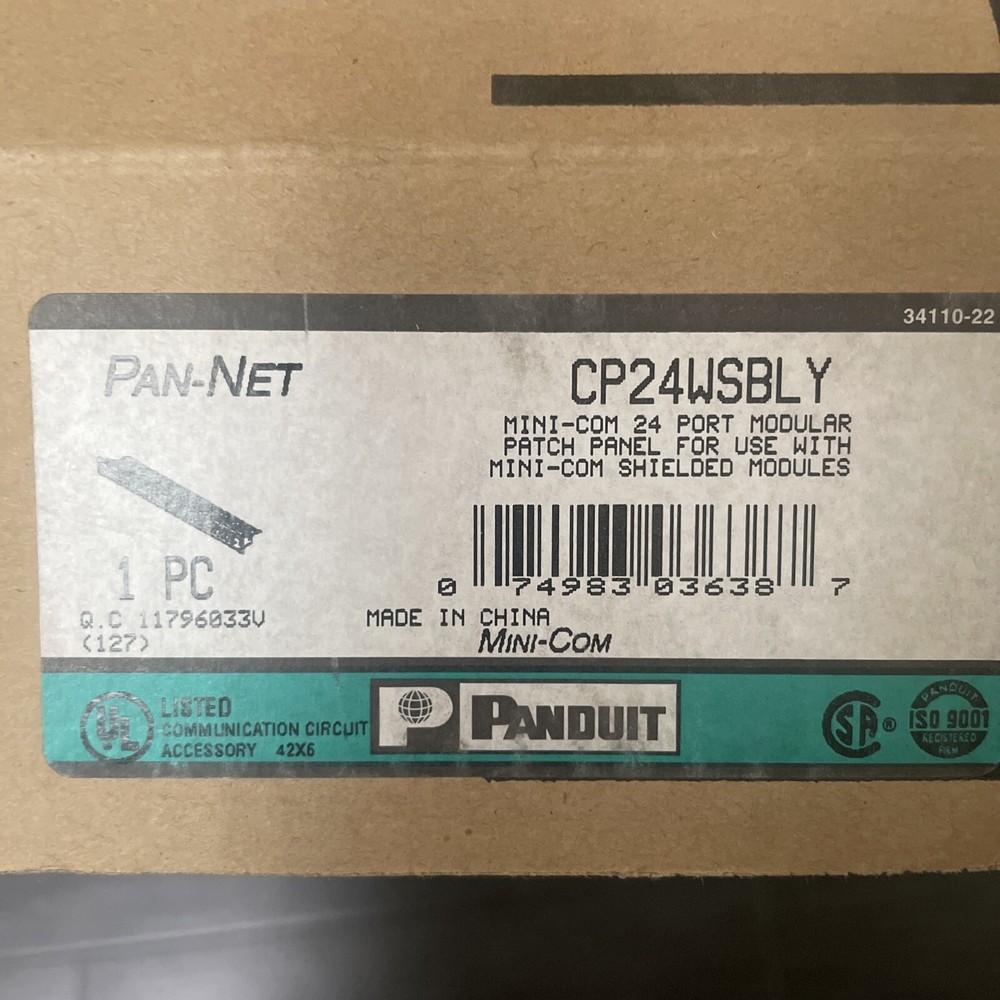 34110-22
PAN-NET
CP24WSBLY
MINI-COM 24 PORT MODULAR
PATCH PANEL FOR USE WITH
MINI-COM SHIELDED MODULES
1 PC
0 74983 03638 7
Q.C 11796033V
(127)
MADE IN CHINA
MINI-COM
UL
LISTED
COMMUNICATION CIRCUIT
ACCESSORY 42X6
P PANDUIT
SA®
PANDUIT
ISO 9001
REGISTERED
FIRM